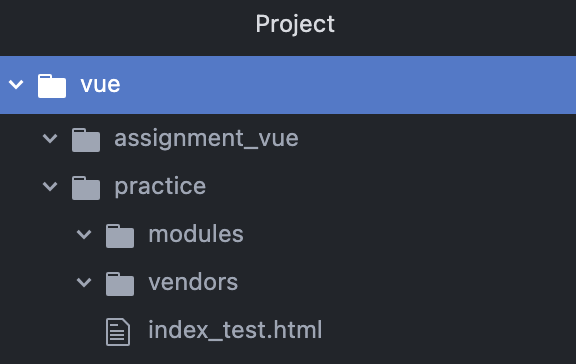 Project
vue
assignment_vue
practice
modules
vendors
index_test.html